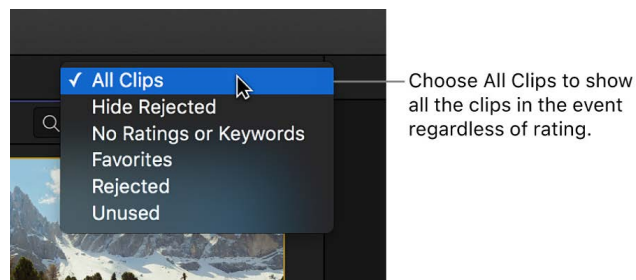 ✓ All Clips
Hide Rejected
No Ratings or Keywords
Favorites
Rejected
Unused
Choose All Clips to show
all the clips in the event
regardless of rating.